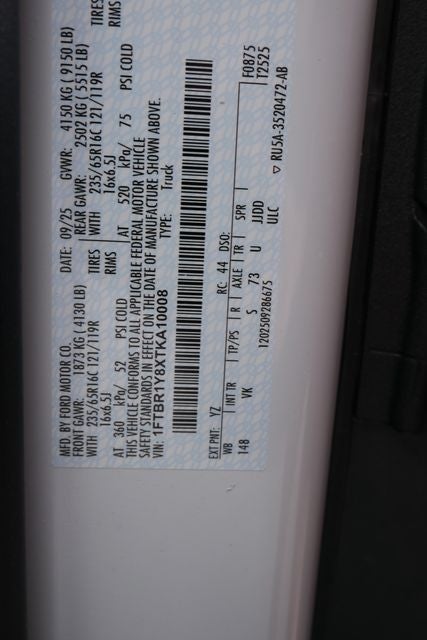 MFD. BY FORD MOTOR CO.
DATE: 09/25 GVWR: 4150 KG ( 9150 LB)
FRONT GAWR: 1873 KG ( 4130 LB) REAR GAWR: 2502 KG ( 5515 LB)
WITH 235/65R16C 121/119R TIRES WITH 235/65R16C 121/119R TIRES
16x6.5J RIMS 16x6.5J RIMS
AT 360 kPa/ 52 PSI COLD AT 520 kPa/ 75 PSI COLD
THIS VEHICLE CONFORMS TO ALL APPLICABLE FEDERAL MOTOR VEHICLE
SAFETY STANDARDS IN EFFECT ON THE DATE OF MANUFACTURE SHOWN ABOVE.
VIN: 1FTBR1Y8XTKA10008 TYPE: Truck
EXT PNT: YZ RC: 44 DSO: F0875
WB INT TR TP/PS R AXLE TR SPR T2525
148 VK S 73 U JJDD
ULC
1202509286675 ▽ RU5A-3520472-AB